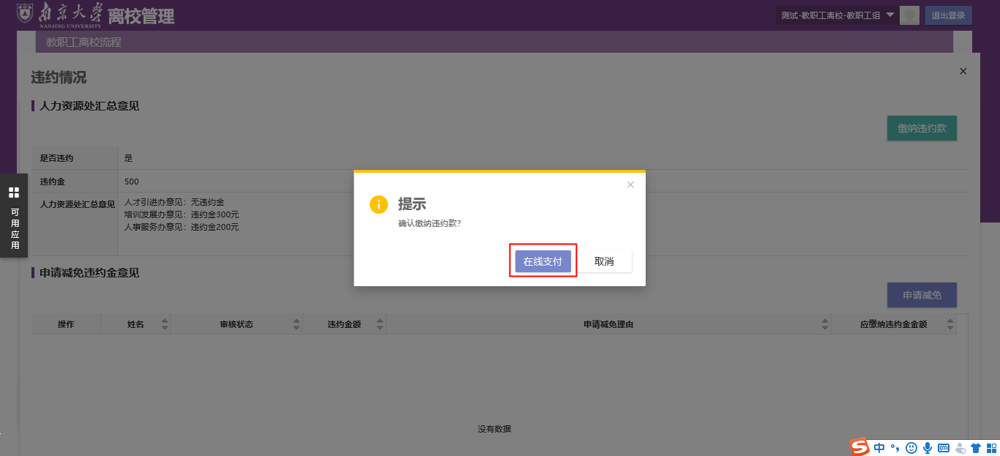 南京大学
NANJING UNIVERSITY
离校管理
测试-教职工离校-教职工组
退出登录
教职工离校流程
违约情况
人力资源处汇总意见
缴纳违约款
是否违约 是
违约金 500
人力资源处汇总意见 人才引进办意见：无违约金
培训发展办意见：违约金300元
人事服务办意见：违约金200元
可用应用
提示
确认缴纳违约款?
在线支付 取消
申请减免违约金意见
申请减免
操作 姓名 审核状态 违约金额 申请减免理由 应缴纳违约金金额
没有数据
S 中